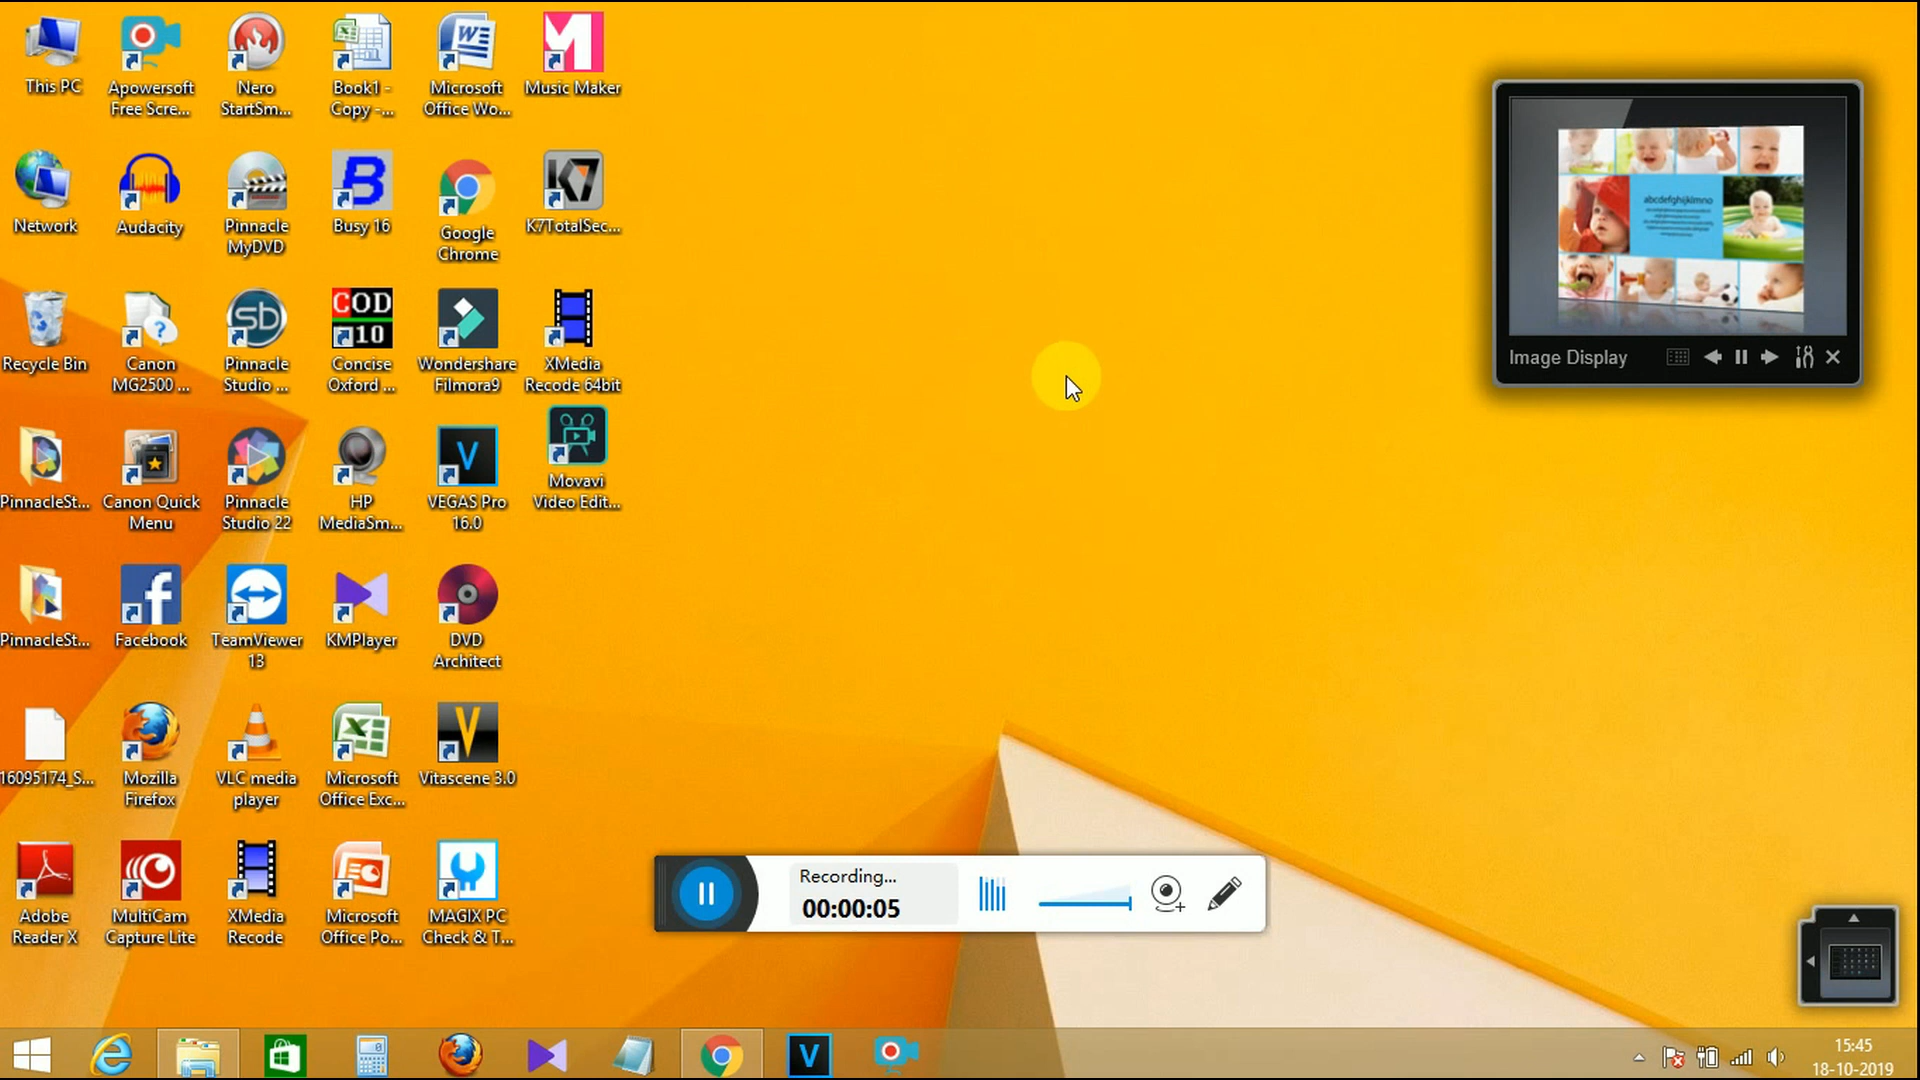 This PC
Apowersoft
Free Scre...
Nero
StartSm...
Book1 -
Copy -...
Microsoft
Office Wo...
Music Maker
Network
Audacity
Pinnacle
MyDVD
Busy 16
Google
Chrome
K7TotalSec...
Recycle Bin
Canon
MG2500 ...
Pinnacle
Studio ...
Concise
Oxford ...
Wondershare
Filmora9
XMedia
Recode 64bit
PinnacleSt...
Canon Quick
Menu
Pinnacle
Studio 22
HP
MediaSm...
VEGAS Pro
16.0
Movavi
Video Edit...
PinnacleSt...
Facebook
TeamViewer
13
KMPlayer
DVD
Architect
16095174_S...
Mozilla
Firefox
VLC media
player
Microsoft
Office Exc...
Vitascene 3.0
Adobe
Reader X
MultiCam
Capture Lite
XMedia
Recode
Microsoft
Office Po...
MAGIX PC
Check & T...
COD
10
K7
sb
abcdefghijklmno
Image Display
Recording...
00:00:05
15:45
18-10-2019